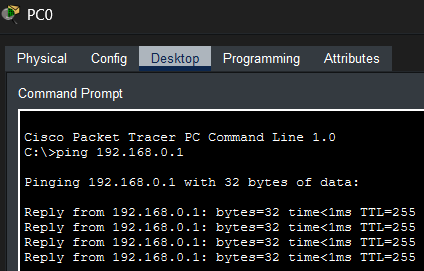 PC0
Physical Config Desktop Programming Attributes
Command Prompt
Cisco Packet Tracer PC Command Line 1.0
C:\>ping 192.168.0.1
Pinging 192.168.0.1 with 32 bytes of data:
Reply from 192.168.0.1: bytes=32 time<1ms TTL=255
Reply from 192.168.0.1: bytes=32 time<1ms TTL=255
Reply from 192.168.0.1: bytes=32 time<1ms TTL=255
Reply from 192.168.0.1: bytes=32 time<1ms TTL=255